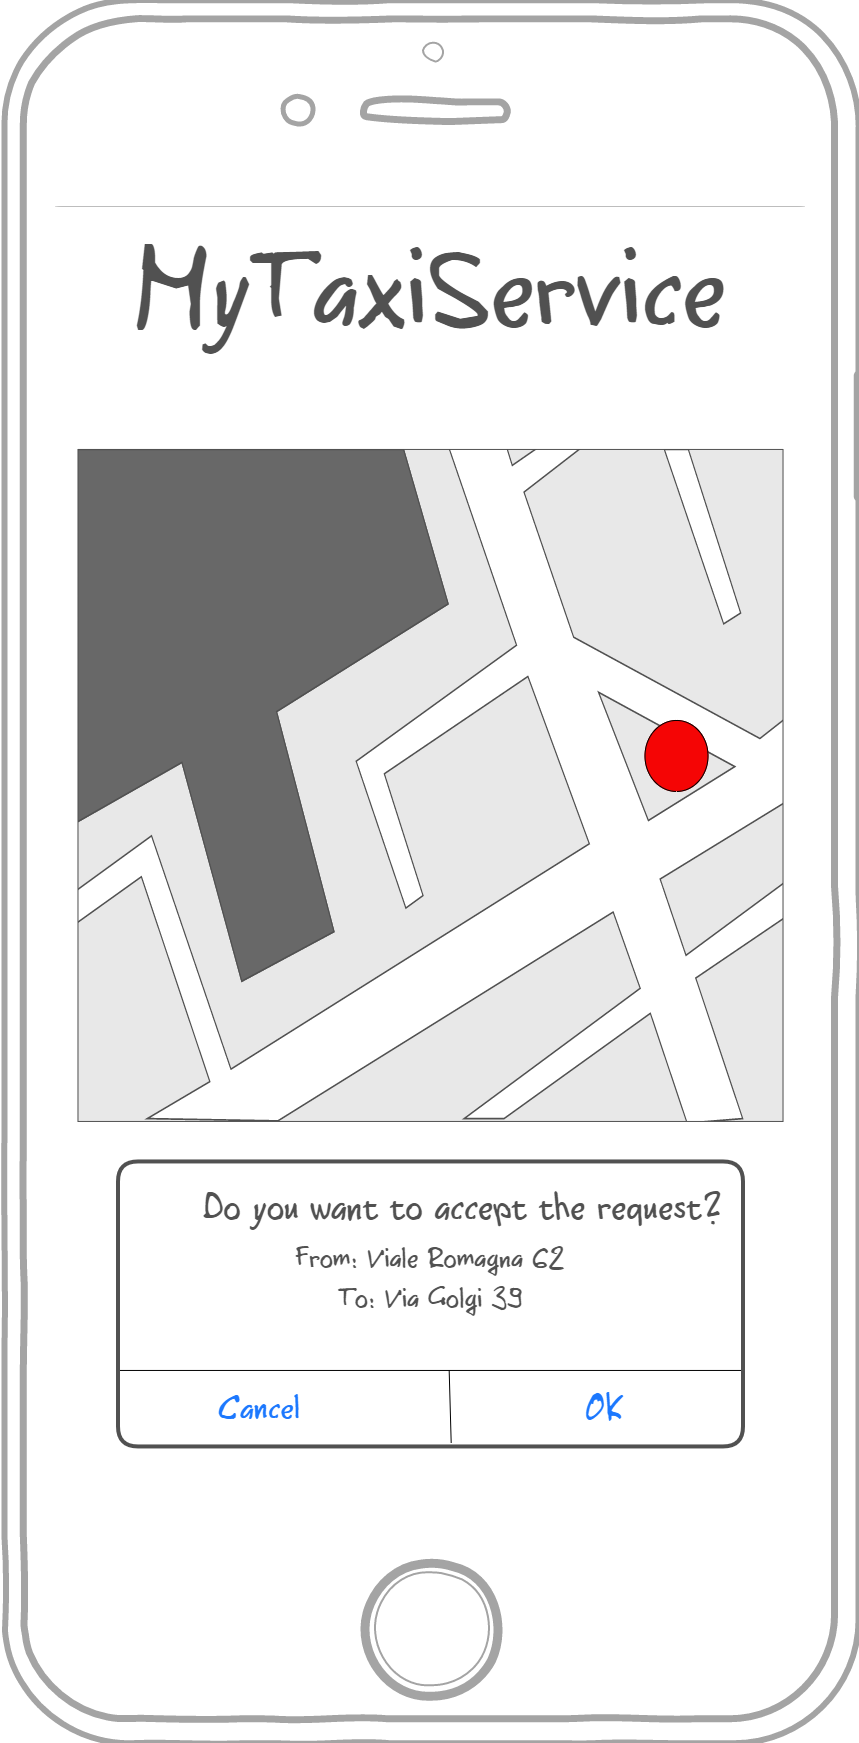 MyTaxiService
Do you want to accept the request?
From: Viale Romagna 62
To: Via Golgi 39
Cancel
OK